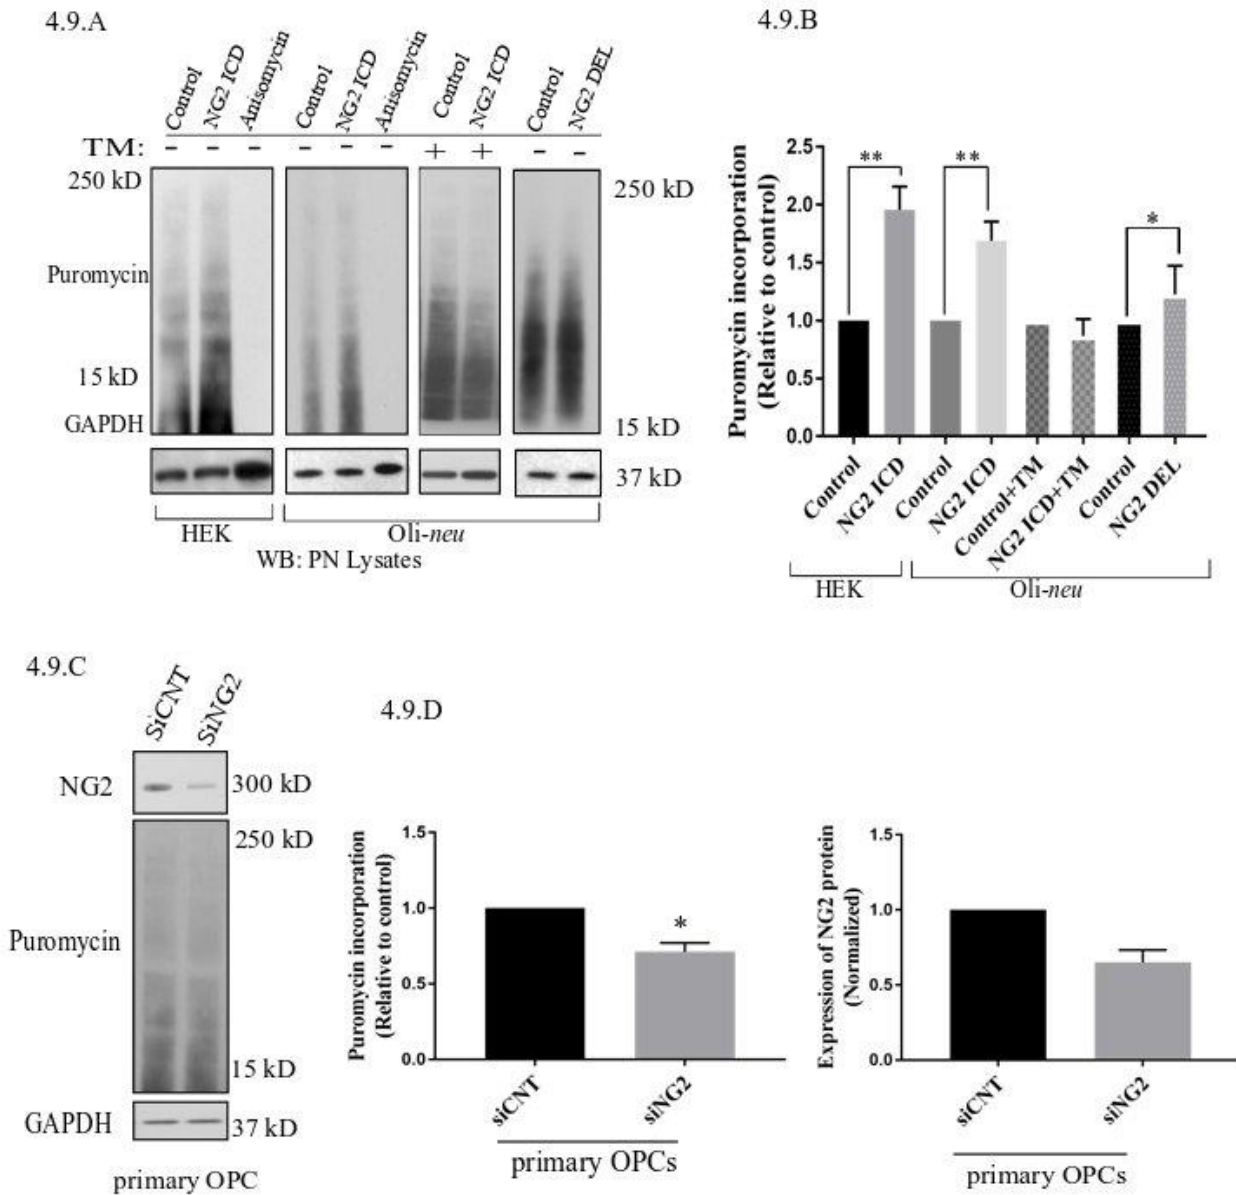 4.9.A
Control NG2 ICD Anisomycin Control NG2 ICD Anisomycin Control NG2 ICD Control NG2 DEL
TM: - - - - - - + + - -
250 kD
250 kD
Puromycin
15 kD
GAPDH
15 kD
37 kD
HEK Oli-neu
WB: PN Lysates
4.9.B
Puromycin incorporation
(Relative to control)
2.5
2.0
1.5
1.0
0.5
0.0
** ** *
Control NG2 ICD Control NG2 ICD Control+TM NG2 ICD+TM Control NG2 DEL
HEK Oli-neu
4.9.C
SiCNT SiNG2
NG2 300 kD
250 kD
Puromycin
15 kD
GAPDH 37 kD
primary OPC
4.9.D
Puromycin incorporation
(Relative to control)
1.5
1.0
0.5
0.0
*
siCNT siNG2
primary OPCs
Expression of NG2 protein
(Normalized)
1.5
1.0
0.5
0.0
siCNT siNG2
primary OPCs